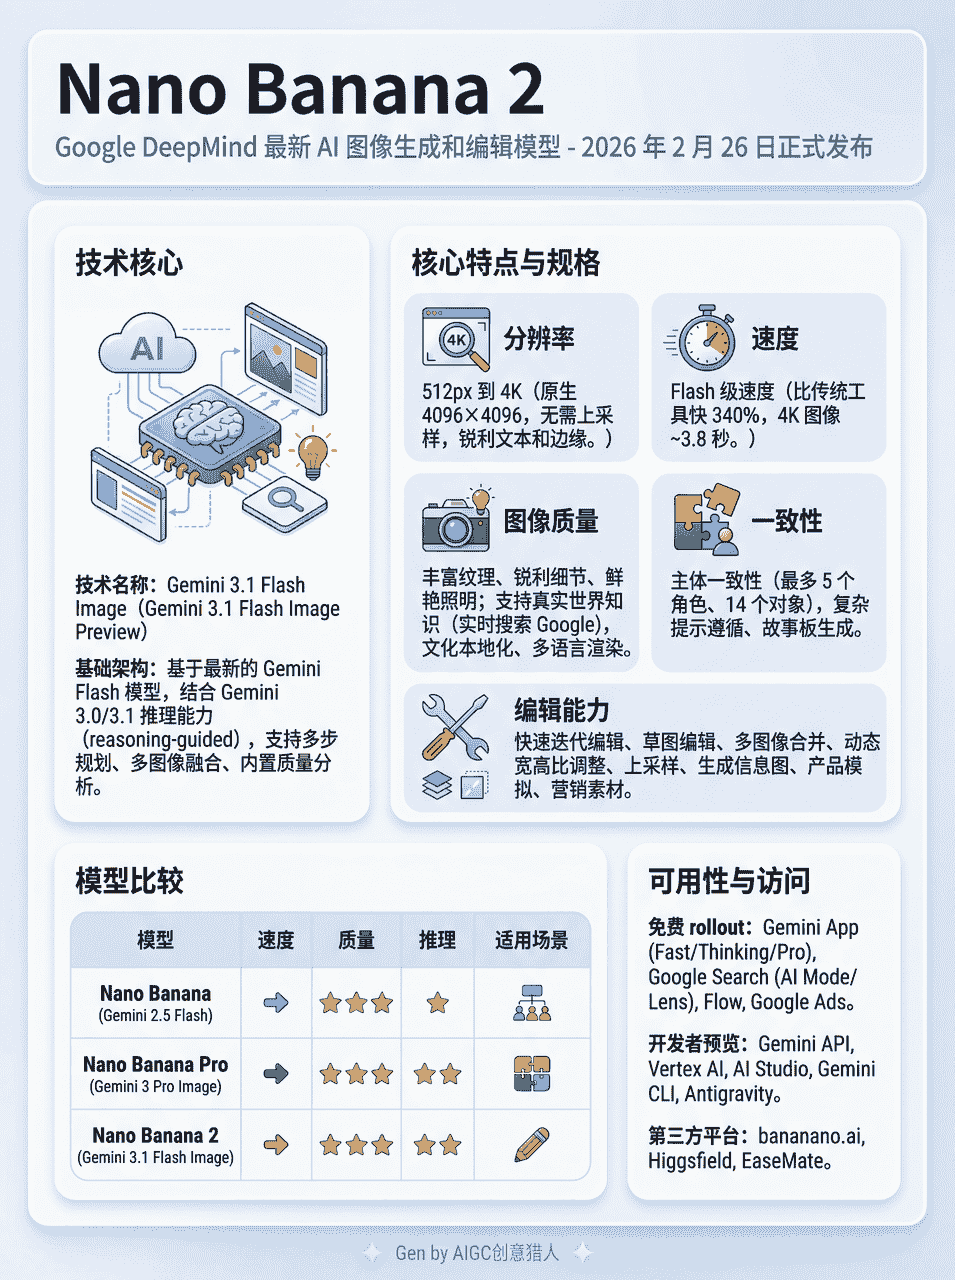 Nano Banana 2
Google DeepMind 最新 AI 图像生成和编辑模型 - 2026 年 2 月 26 日正式发布
技术核心
AI
技术名称：Gemini 3.1 Flash
Image（Gemini 3.1 Flash Image
Preview）
基础架构：基于最新的 Gemini
Flash 模型，结合 Gemini
3.0/3.1 推理能力
（reasoning-guided），支持多步
规划、多图像融合、内置质量分
析。
核心特点与规格
4K
分辨率
512px 到 4K（原生
4096×4096，无需上采
样，锐利文本和边缘。）
速度
Flash 级速度（比传统工
具快 340%，4K 图像
~3.8 秒。）
图像质量
丰富纹理、锐利细节、鲜
艳照明；支持真实世界知
识（实时搜索 Google），
文化本地化、多语言渲染。
一致性
主体一致性（最多 5 个
角色、14 个对象），复杂
提示遵循、故事板生成。
编辑能力
快速迭代编辑、草图编辑、多图像合并、动态
宽高比调整、上采样、生成信息图、产品模
拟、营销素材。
模型比较
模型 速度 质量 推理 适用场景
Nano Banana
(Gemini 2.5 Flash)
Nano Banana Pro
(Gemini 3 Pro Image)
Nano Banana 2
(Gemini 3.1 Flash Image)
可用性与访问
免费 rollout：Gemini App
(Fast/Thinking/Pro),
Google Search (AI Mode/
Lens), Flow, Google Ads。
开发者预览：Gemini API,
Vertex AI, AI Studio, Gemini
CLI, Antigravity。
第三方平台：bananano.ai,
Higgsfield, EaseMate。
Gen by AIGC创意猎人